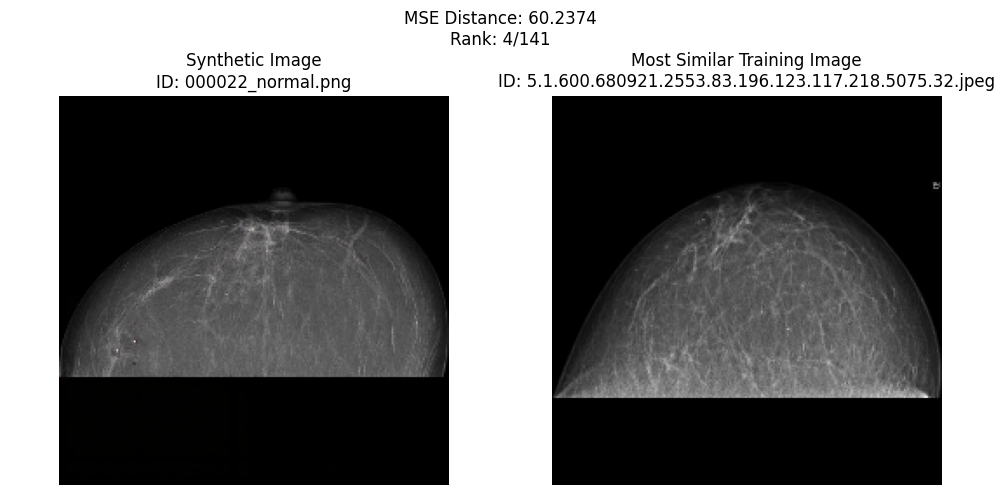 MSE Distance: 60.2374
Rank: 4/141
Synthetic Image
ID: 000022_normal.png
Most Similar Training Image
ID: 5.1.600.680921.2553.83.196.123.117.218.5075.32.jpeg